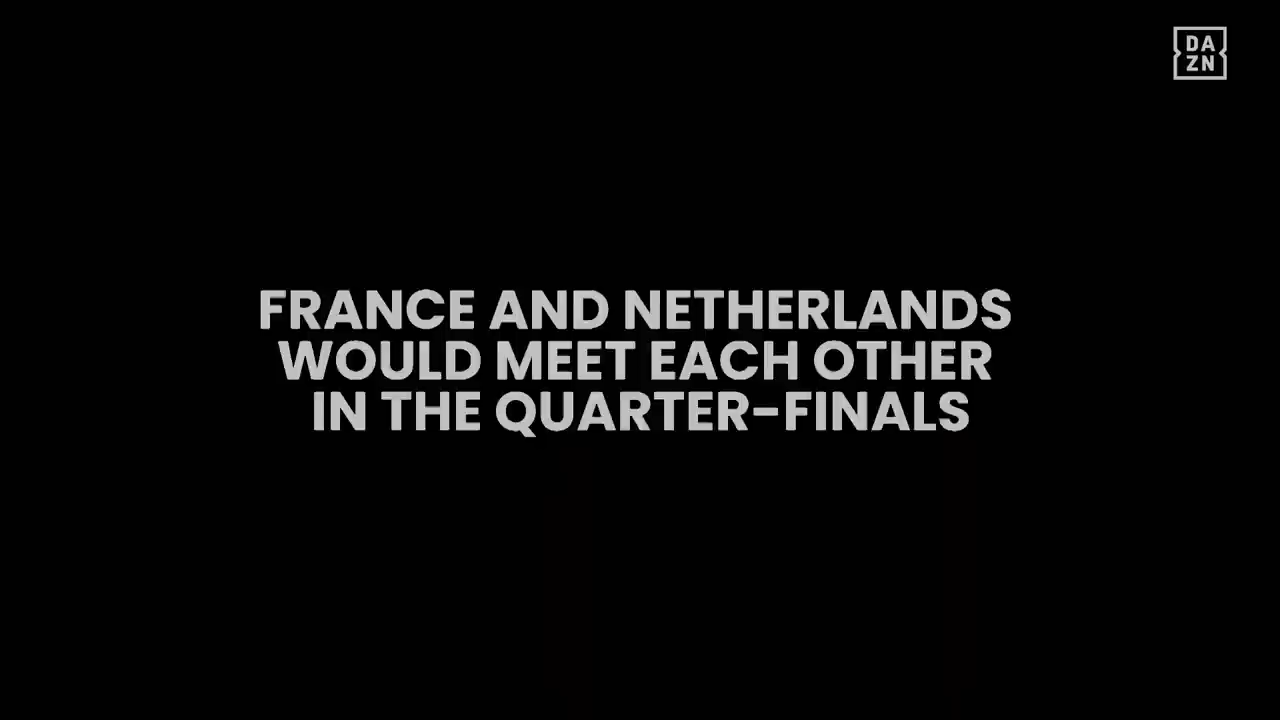 DA
ZN
FRANCE AND NETHERLANDS
WOULD MEET EACH OTHER
IN THE QUARTER-FINALS